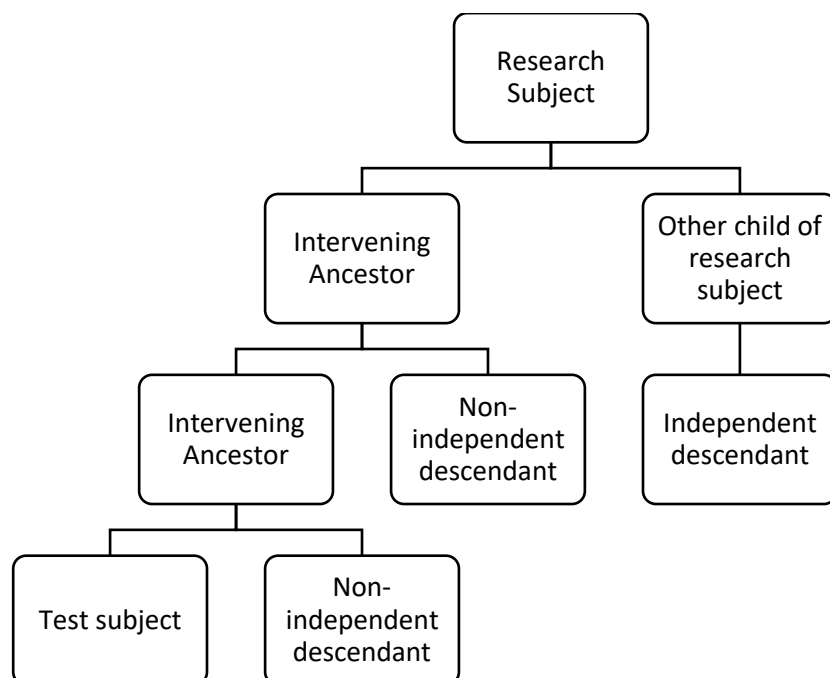 Research
Subject
Intervening
Ancestor
Other child of
research
subject
Intervening
Ancestor
Non-
independent
descendant
Independent
descendant
Test subject
Non-
independent
descendant